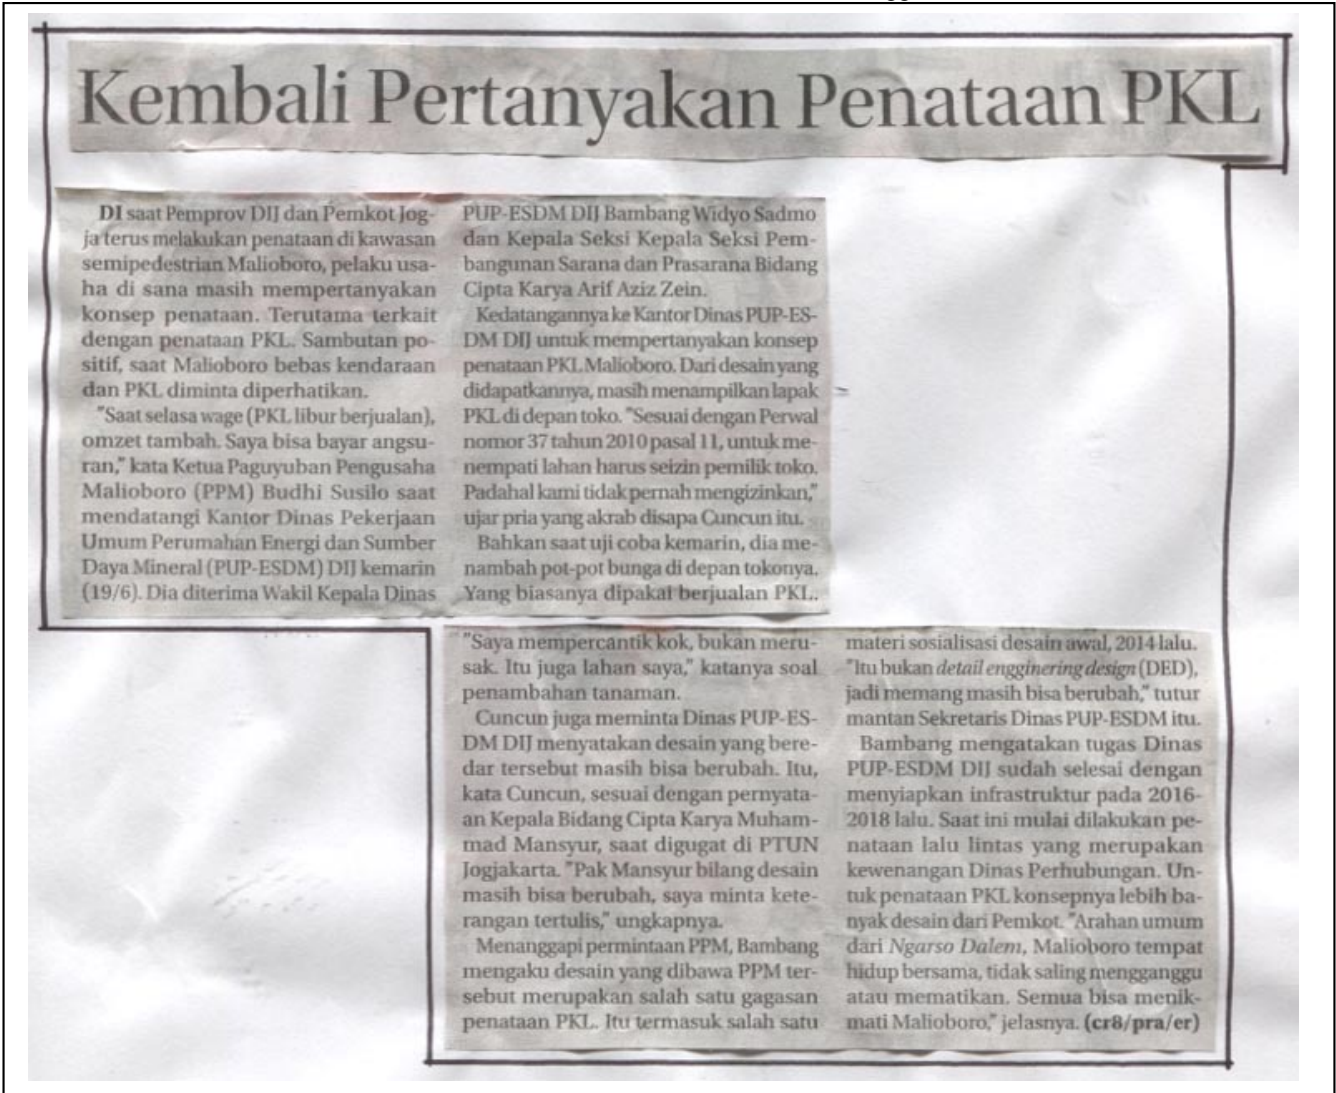 Kembali Pertanyakan Penataan PKL
DI saat Pemprov DIJ dan Pemkot Jog-
ja terus melakukan penataan di kawasan
semipedestrian Malioboro, pelaku usa-
ha di sana masih mempertanyakan
konsep penataan. Terutama terkait
dengan penataan PKL. Sambutan po-
sitif, saat Malioboro bebas kendaraan
dan PKL diminta diperhatikan.
"Saat selasa wage (PKL libur berjualan),
omzet tambah. Saya bisa bayar angsu-
ran," kata Ketua Paguyuban Pengusaha
Malioboro (PPM) Budhi Susilo saat
mendatangi Kantor Dinas Pekerjaan
Umum Perumahan Energi dan Sumber
Daya Mineral (PUP-ESDM) DIJ kemarin
(19/6). Dia diterima Wakil Kepala Dinas
PUP-ESDM DIJ Bambang Widyo Sadmo
dan Kepala Seksi Kepala Seksi Pem-
bangunan Sarana dan Prasarana Bidang
Cipta Karya Arif Aziz Zein.
Kedatangannya ke Kantor Dinas PUP-ES-
DM DIJ untuk mempertanyakan konsep
penataan PKL Malioboro. Dari desain yang
didapatkannya, masih menampilkan lapak
PKL di depan toko. "Sesuai dengan Perwal
nomor 37 tahun 2010 pasal 11, untuk me-
nempati lahan harus seizin pemilik toko.
Padahal kami tidak pernah mengizinkan,"
ujar pria yang akrab disapa Cuncun itu.
Bahkan saat uji coba kemarin, dia me-
nambah pot-pot bunga di depan tokonya.
Yang biasanya dipakai berjualan PKL.
"Saya mempercantik kok, bukan meru-
sak. Itu juga lahan saya," katanya soal
penambahan tanaman.
Cuncun juga meminta Dinas PUP-ES-
DM DIJ menyatakan desain yang bere-
dar tersebut masih bisa berubah. Itu,
kata Cuncun, sesuai dengan pernyata-
an Kepala Bidang Cipta Karya Muham-
mad Mansyur, saat digugat di PTUN
Jogjakarta. "Pak Mansyur bilang desain
masih bisa berubah, saya minta kete-
rangan tertulis," ungkapnya.
Menanggapi permintaan PPM, Bambang
mengaku desain yang dibawa PPM ter-
sebut merupakan salah satu gagasan
penataan PKL. Itu termasuk salah satu
materi sosialisasi desain awal, 2014 lalu.
"Itu bukan detail engginering design (DED),
jadi memang masih bisa berubah," tutur
mantan Sekretaris Dinas PUP-ESDM itu.
Bambang mengatakan tugas Dinas
PUP-ESDM DIJ sudah selesai dengan
menyiapkan infrastruktur pada 2016-
2018 lalu. Saat ini mulai dilakukan pe-
nataan lalu lintas yang merupakan
kewenangan Dinas Perhubungan. Un-
tuk penataan PKL konsepnya lebih ba-
nyak desain dari Pemkot. "Arahan umum
dari Ngarso Dalem, Malioboro tempat
hidup bersama, tidak saling mengganggu
atau mematikan. Semua bisa menik-
mati Malioboro," jelasnya. (cr8/pra/er)